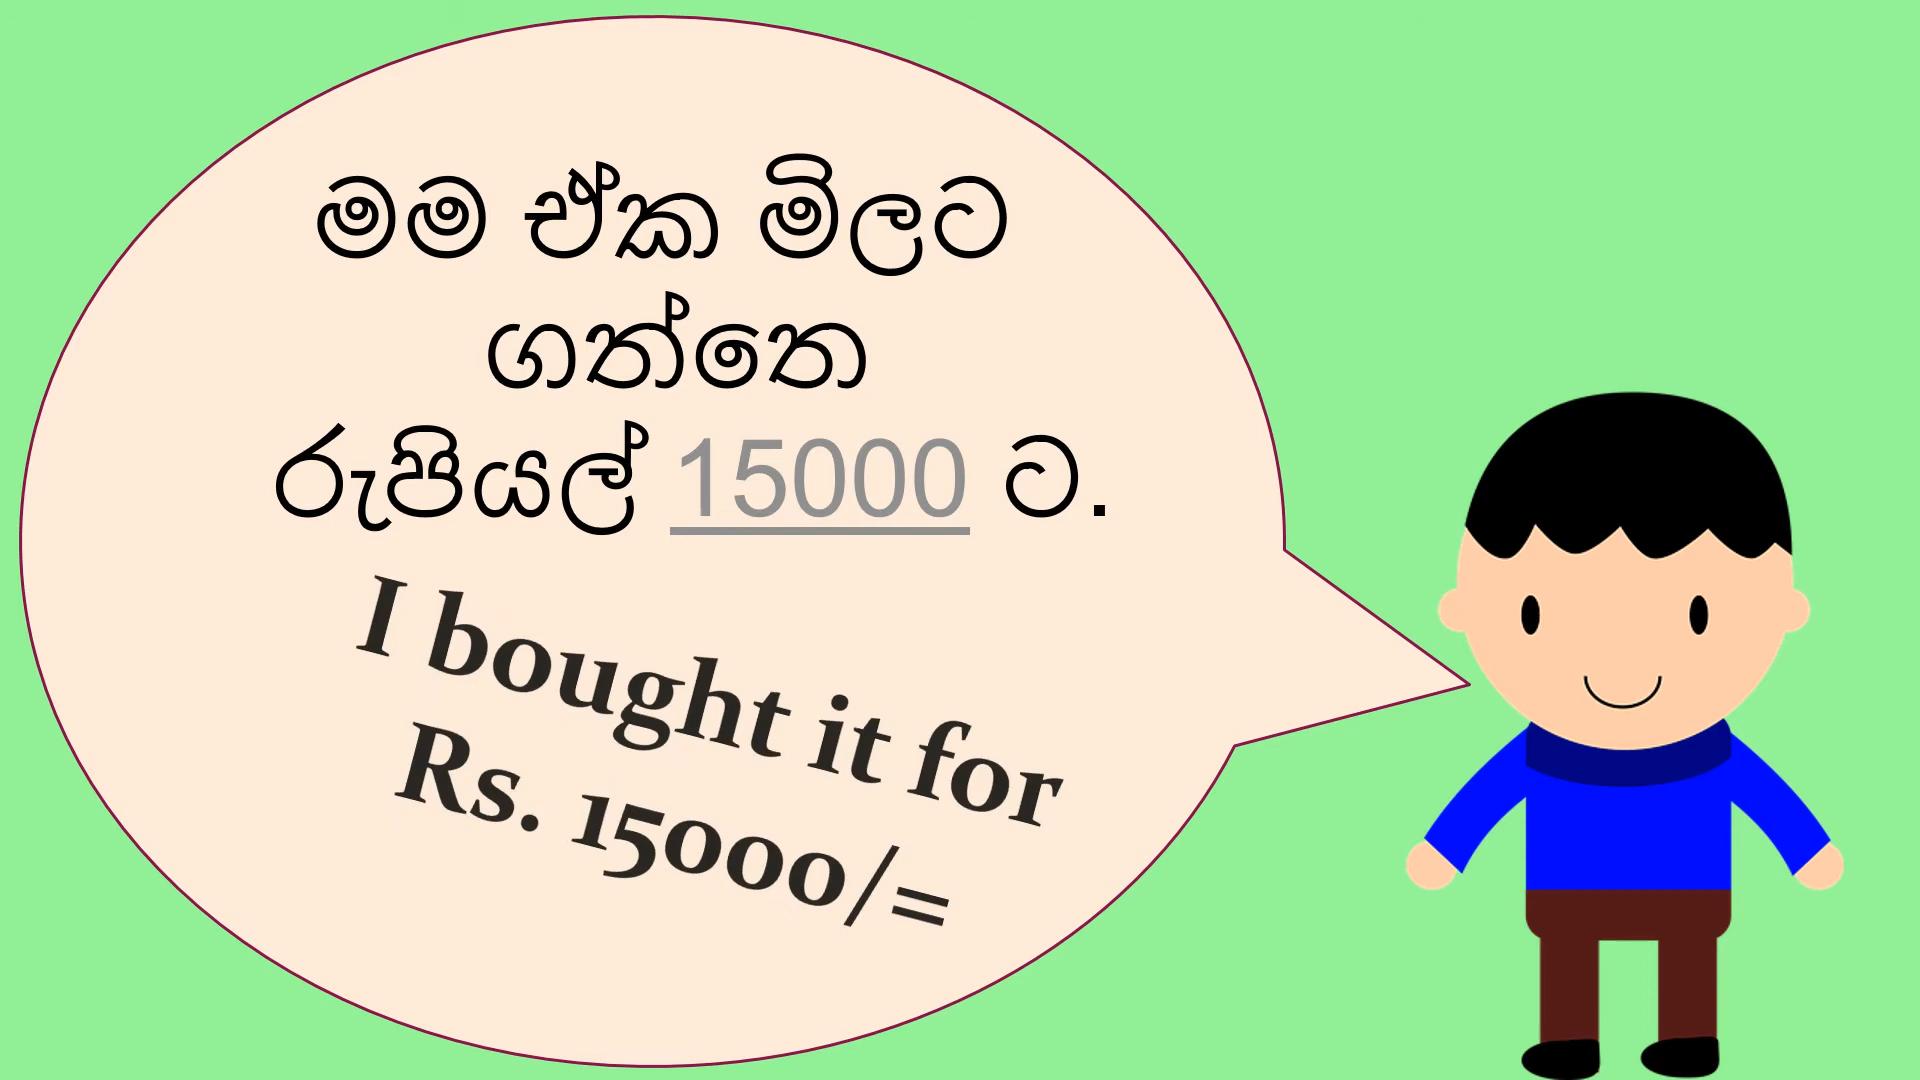 මම ඒක මිලට
ගත්තෙ
රුපියල් 15000 ට.
I bought it for
Rs. 15000/=